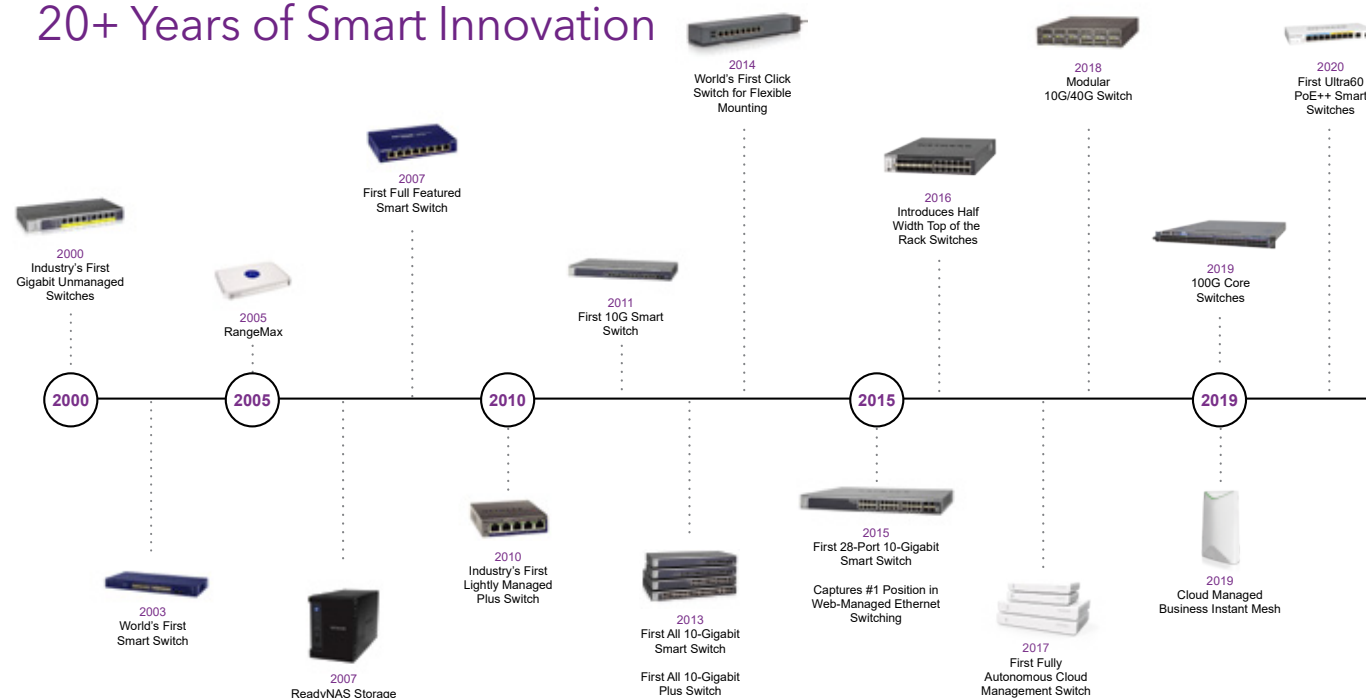 20+ Years of Smart Innovation
2014
World's First Click
Switch for Flexible
Mounting
2018
Modular
10G/40G Switch
2020
First Ultra60
PoE++ Smart
Switches
2007
First Full Featured
Smart Switch
2016
Introduces Half
Width Top of the
Rack Switches
2000
Industry's First
Gigabit Unmanaged
Switches
2005
RangeMax
2011
First 10G Smart
Switch
2019
100G Core
Switches
2000
2005
2010
2015
2019
2003
World's First
Smart Switch
2007
ReadyNAS Storage
2010
Industry's First
Lightly Managed
Plus Switch
2013
First All 10-Gigabit
Smart Switch
First All 10-Gigabit
Plus Switch
2015
First 28-Port 10-Gigabit
Smart Switch
Captures #1 Position in
Web-Managed Ethernet
Switching
2017
First Fully
Autonomous Cloud
Management Switch
2019
Cloud Managed
Business Instant Mesh